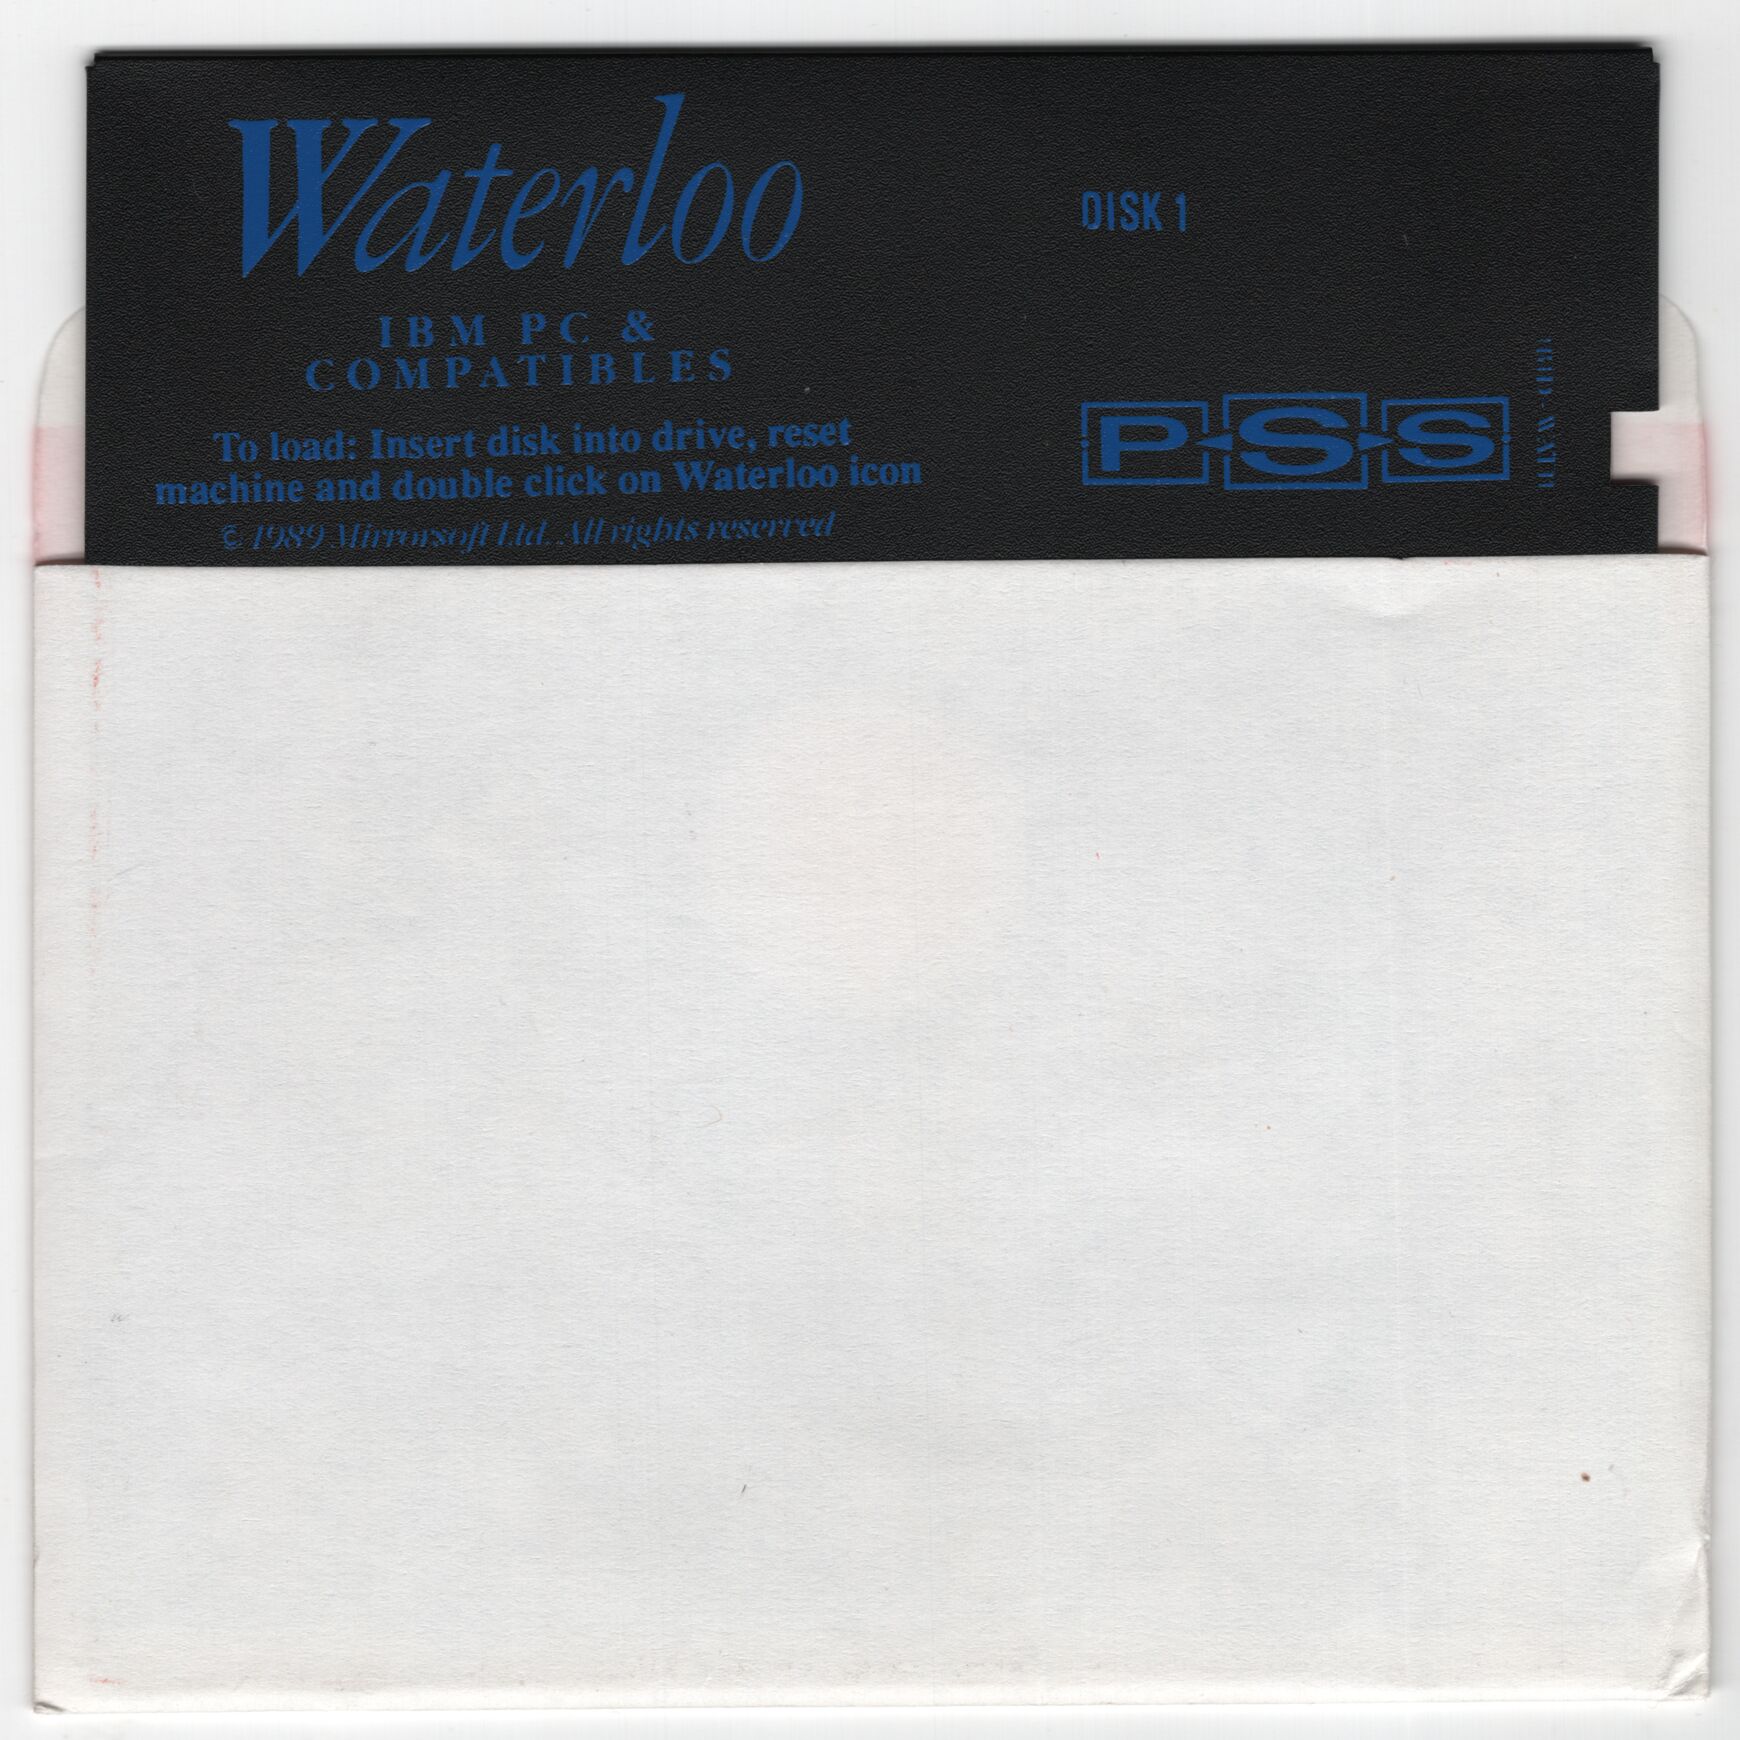 Waterloo
DISK 1
IBM PC &
COMPATIBLES
To load: Insert disk into drive, reset
machine and double click on Waterloo icon
© 1989 Mirrorsoft Ltd. All rights reserved
PSS